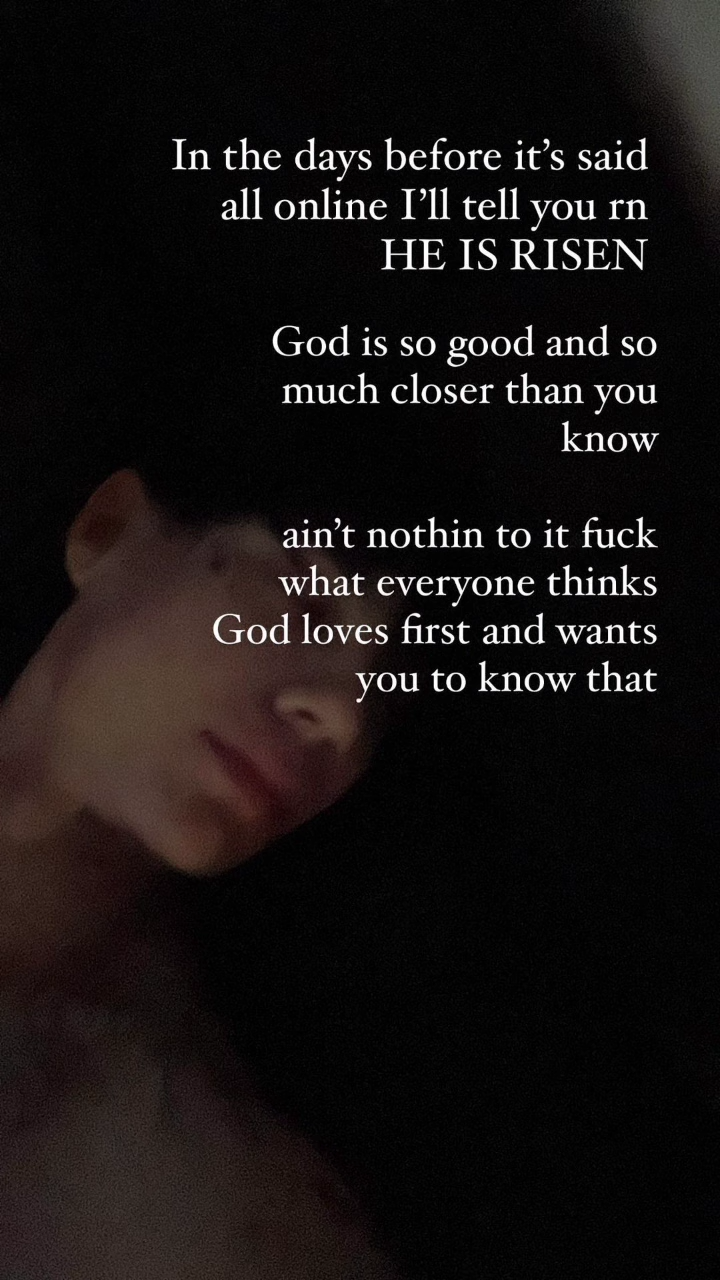 In the days before it’s said
all online I’ll tell you rn
HE IS RISEN
God is so good and so
much closer than you
know
ain’t nothin to it fuck
what everyone thinks
God loves first and wants
you to know that